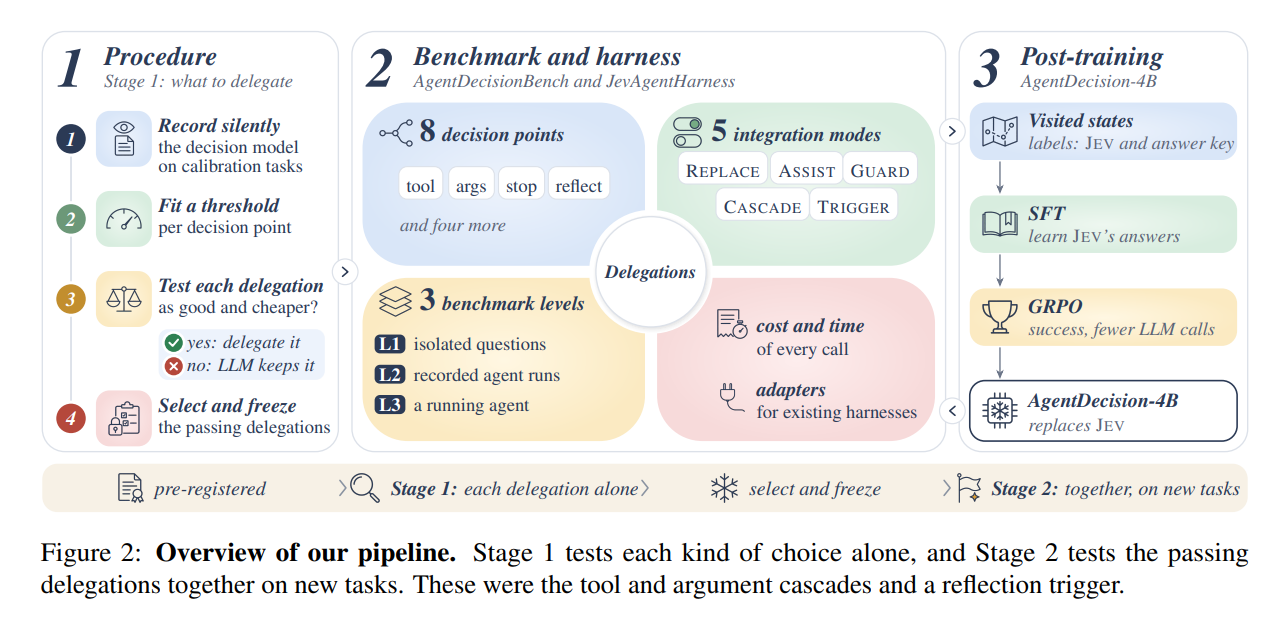 1 Procedure
Stage 1: what to delegate
1 Record silently
the decision model
on calibration tasks
2 Fit a threshold
per decision point
3 Test each delegation
as good and cheaper?
yes: delegate it
no: LLM keeps it
4 Select and freeze
the passing delegations
2 Benchmark and harness
AgentDecisionBench and JevAgentHarness
8 decision points
tool args stop reflect
and four more
5 integration modes
REPLACE ASSIST GUARD
CASCADE TRIGGER
Delegations
3 benchmark levels
L1 isolated questions
L2 recorded agent runs
L3 a running agent
cost and time
of every call
adapters
for existing harnesses
3 Post-training
AgentDecision-4B
Visited states
labels: JEV and answer key
SFT
learn JEV's answers
GRPO
success, fewer LLM calls
AgentDecision-4B
replaces JEV
pre-registered
Stage 1: each delegation alone
select and freeze
Stage 2: together, on new tasks
Figure 2: Overview of our pipeline. Stage 1 tests each kind of choice alone, and Stage 2 tests the passing
delegations together on new tasks. These were the tool and argument cascades and a reflection trigger.